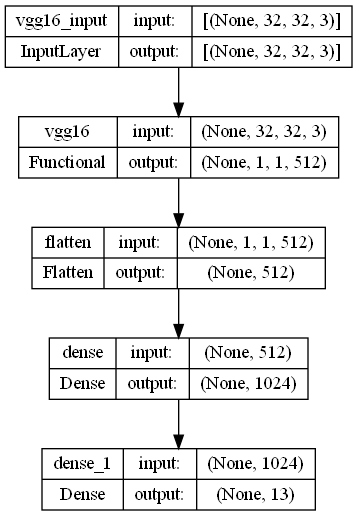 vgg16_input input: [(None, 32, 32, 3)]
InputLayer output: [(None, 32, 32, 3)]
vgg16 input: (None, 32, 32, 3)
Functional output: (None, 1, 1, 512)
flatten input: (None, 1, 1, 512)
Flatten output: (None, 512)
dense input: (None, 512)
Dense output: (None, 1024)
dense_1 input: (None, 1024)
Dense output: (None, 13)